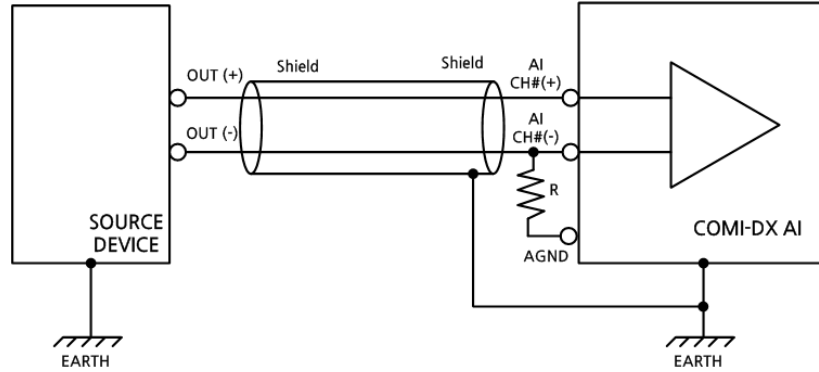 OUT (+)
Shield
Shield
AI
CH#(+)
OUT (-)
AI
CH#(-)
R
SOURCE
DEVICE
AGND
COMI-DX AI
EARTH
EARTH